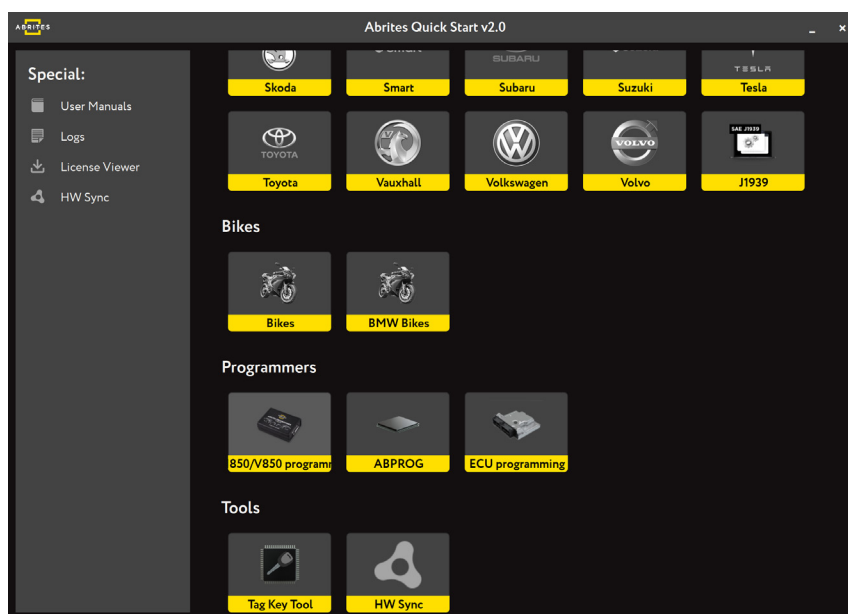 ABRITES
Abrites Quick Start v2.0
Special:
User Manuals
Logs
License Viewer
HW Sync
SUBARU
TESLA
Skoda
Smart
Subaru
Suzuki
Tesla
TOYOTA
VOLVO
SAE J1939
Toyota
Vauxhall
Volkswagen
Volvo
J1939
Bikes
Bikes
BMW Bikes
Programmers
850/V850 programm
ABPROG
ECU programming
Tools
Tag Key Tool
HW Sync